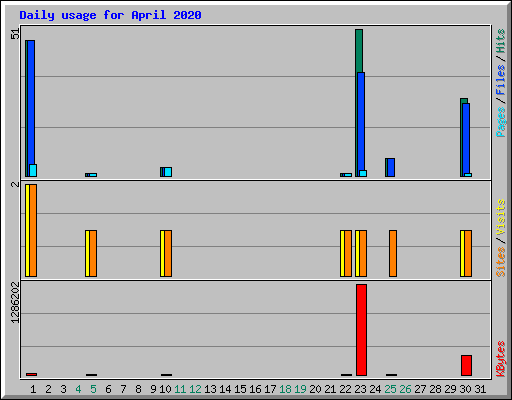 Daily usage for April 2020
51
Pages / Files / Hits
2
Sites / Visits
1286202
KBytes
1 2 3 4 5 6 7 8 9 10 11 12 13 14 15 16 17 18 19 20 21 22 23 24 25 26 27 28 29 30 31